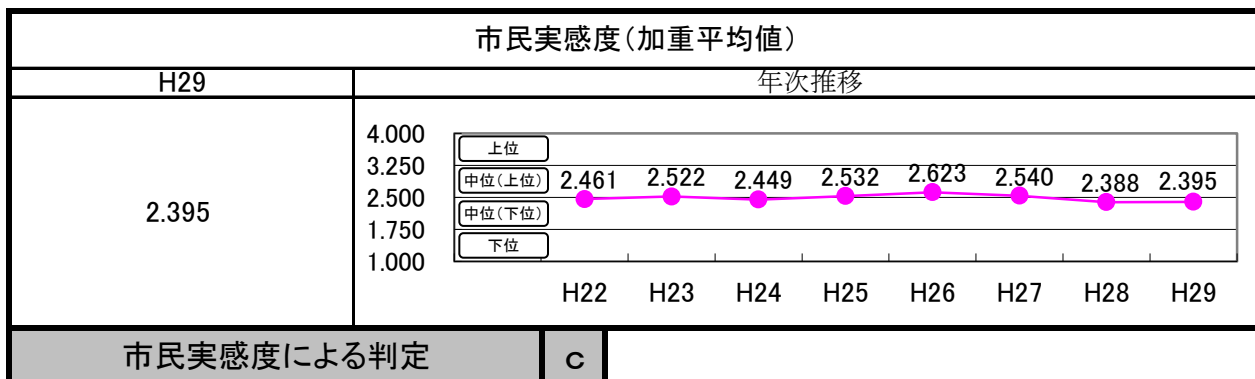 市民実感度(加重平均値)
H29 年次推移
2.395
4.000
3.250
2.500
1.750
1.000
上位
中位(上位)
中位(下位)
下位
2.461 2.522 2.449 2.532 2.623 2.540 2.388 2.395
H22 H23 H24 H25 H26 H27 H28 H29
市民実感度による判定 c